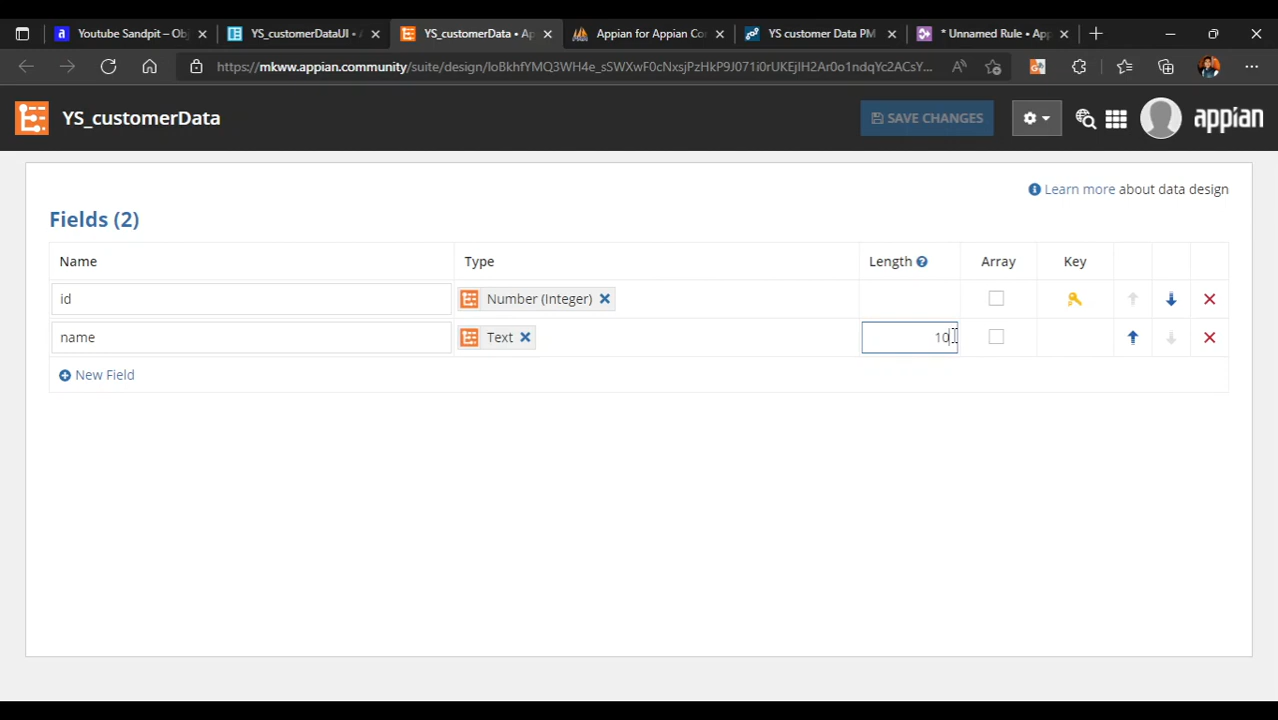 Youtube Sandpit – Ob
YS_customerDataUI • A
YS_customerData • Ap
Appian for Appian Co
YS customer Data PM
* Unnamed Rule • App
https://mkww.appian.community/suite/design/
YS_customerData
SAVE CHANGES
appian
Learn more about data design
Fields (2)
Name Type Length Array Key
id Number (Integer)
name Text 10
New Field